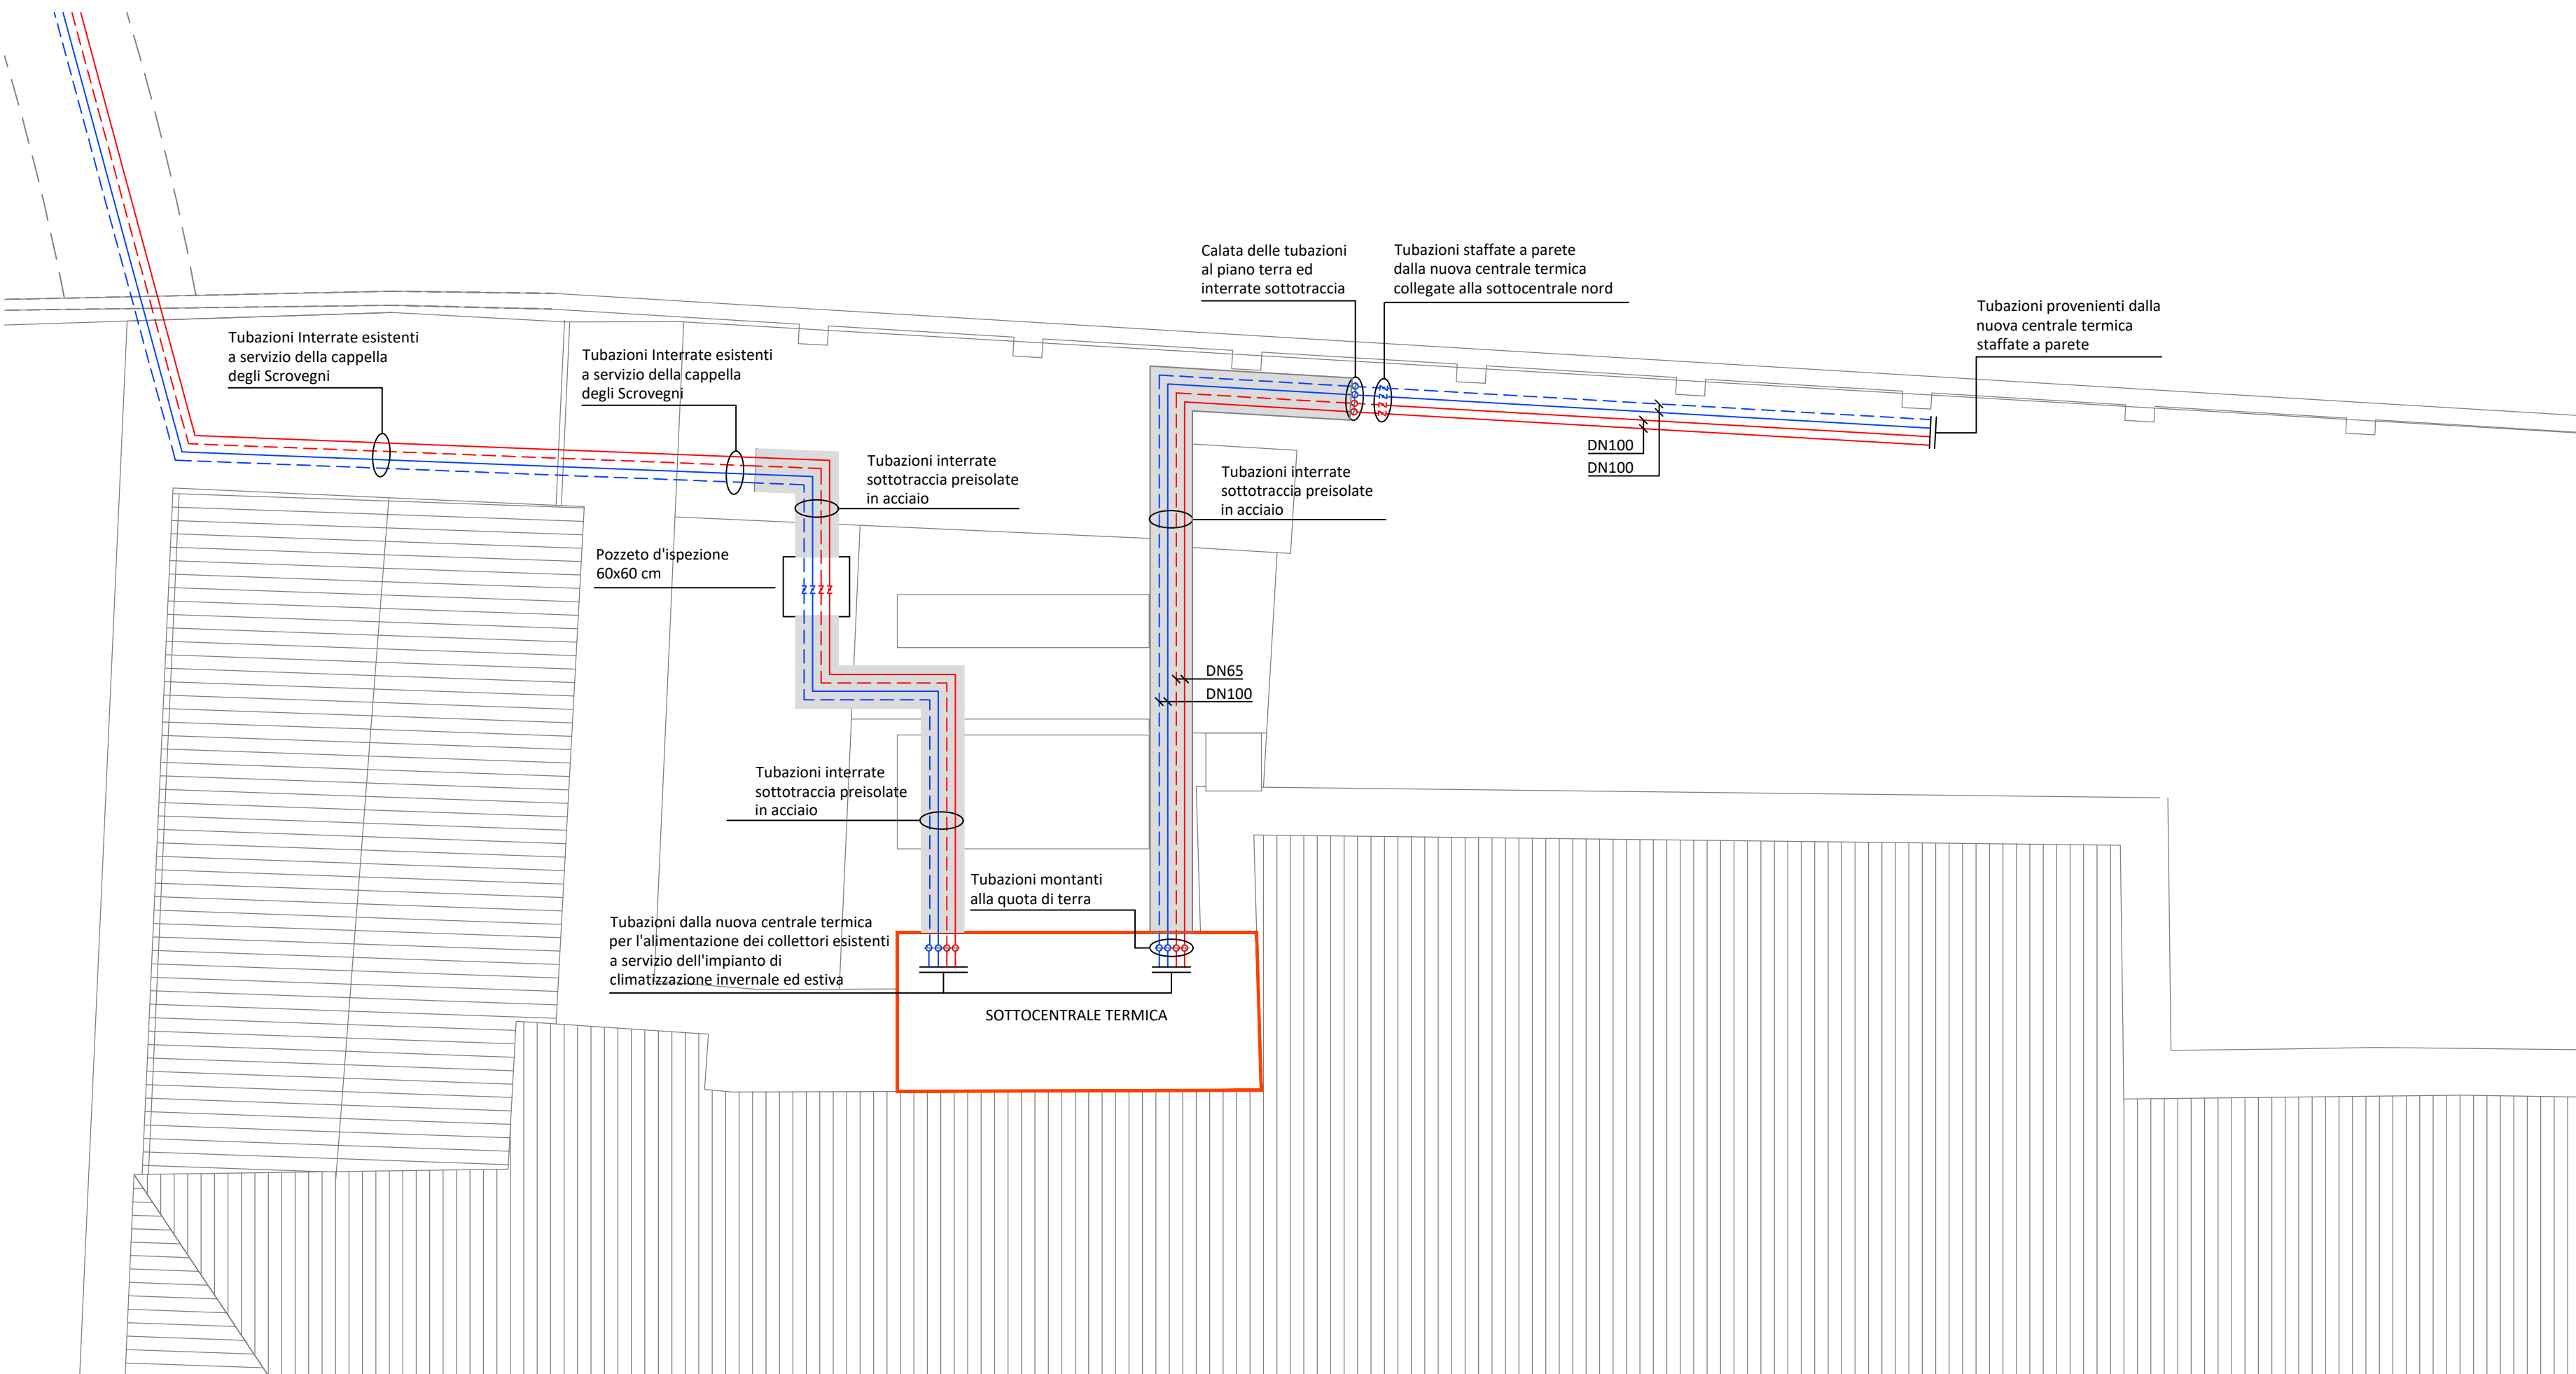 Calata delle tubazioni
al piano terra ed
interrate sottotraccia
Tubazioni staffate a parete
dalla nuova centrale termica
collegate alla sottocentrale nord
Tubazioni provenienti dalla
nuova centrale termica
staffate a parete
Tubazioni Interrate esistenti
a servizio della cappella
degli Scrovegni
Tubazioni Interrate esistenti
a servizio della cappella
degli Scrovegni
DN100
DN100
Tubazioni interrate
sottotraccia preisolate
in acciaio
Tubazioni interrate
sottotraccia preisolate
in acciaio
Pozzeto d'ispezione
60x60 cm
DN65
DN100
Tubazioni interrate
sottotraccia preisolate
in acciaio
Tubazioni montanti
alla quota di terra
Tubazioni dalla nuova centrale termica
per l'alimentazione dei collettori esistenti
a servizio dell'impianto di
climatizzazione invernale ed estiva
SOTTOCENTRALE TERMICA